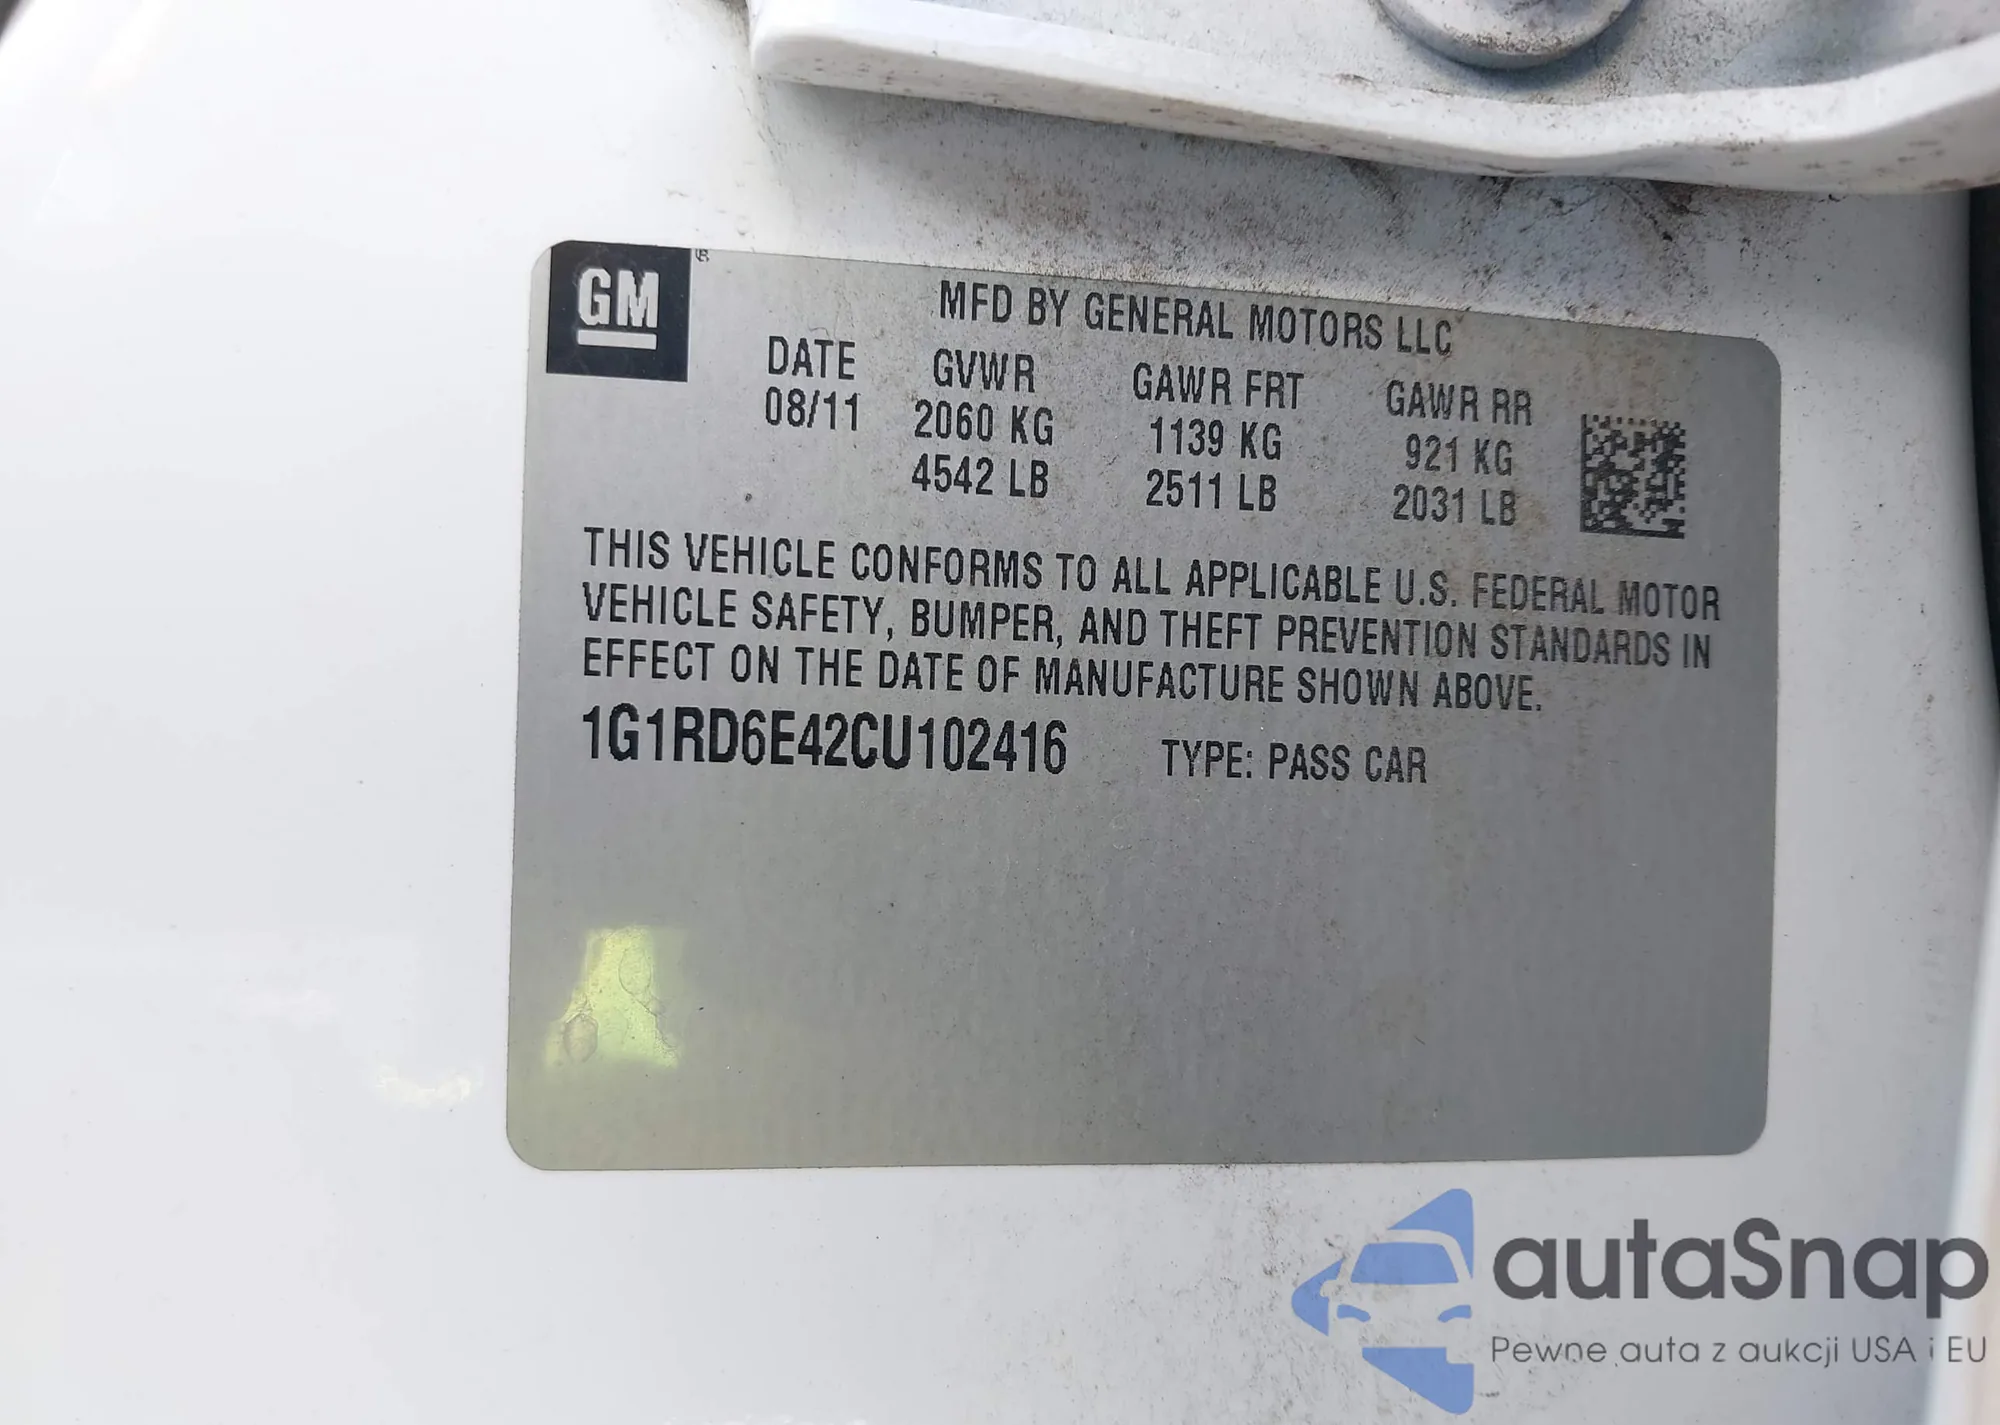 GM
®
MFD BY GENERAL MOTORS LLC
DATE GVWR GAWR FRT GAWR RR
08/11 2060 KG 1139 KG 921 KG
4542 LB 2511 LB 2031 LB
THIS VEHICLE CONFORMS TO ALL APPLICABLE U.S. FEDERAL MOTOR
VEHICLE SAFETY, BUMPER, AND THEFT PREVENTION STANDARDS IN
EFFECT ON THE DATE OF MANUFACTURE SHOWN ABOVE.
1G1RD6E42CU102416 TYPE: PASS CAR
autaSnap
Pewne auta z aukcji USA i EU